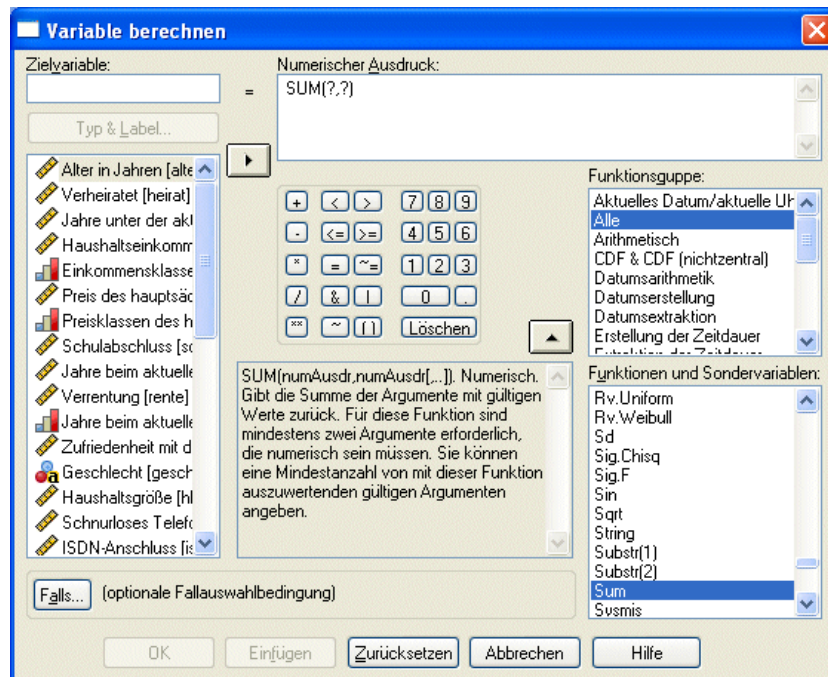 Variable berechnen
Zielvariable:
=
Numerischer Ausdruck:
SUM(?,?)
Typ & Label...
Alter in Jahren [alte
Verheiratet [heirat]
Jahre unter der akt
Haushaltseinkomm
Einkommensklasse
Preis des hauptsäc
Preisklassen des h
Schulabschluss [sc
Jahre beim aktuelle
Verrentung [rente]
Jahre beim aktuelle
Zufriedenheit mit d
Geschlecht [gesch
Haushaltsgröße [hl
Schnurloses Telefo
ISDN-Anschluss [is
+ < > 7 8 9
- <= >= 4 5 6
* = ~= 1 2 3
/ & | 0 .
** ~ () Löschen
SUM(numAusdr,numAusdr[,..]). Numerisch.
Gibt die Summe der Argumente mit gültigen
Werte zurück. Für diese Funktion sind
mindestens zwei Argumente erforderlich,
die numerisch sein müssen. Sie können
eine Mindestanzahl von mit dieser Funktion
auszuwertenden gültigen Argumenten
angeben.
Funktionsguppe:
Aktuelles Datum/aktuelle Uh
Alle
Arithmetisch
CDF & CDF (nichtzentral)
Datumsarithmetik
Datumserstellung
Datumsextraktion
Erstellung der Zeitdauer
Extraktion der Zeitdauer
Funktionen und Sondervariablen:
Rv.Uniform
Rv.Weibull
Sd
Sig.Chisq
Sig.F
Sin
Sqrt
String
Substr(1)
Substr(2)
Sum
Sysmis
Falls...
(optionale Fallauswahlbedingung)
OK
Einfügen
Zurücksetzen
Abbrechen
Hilfe